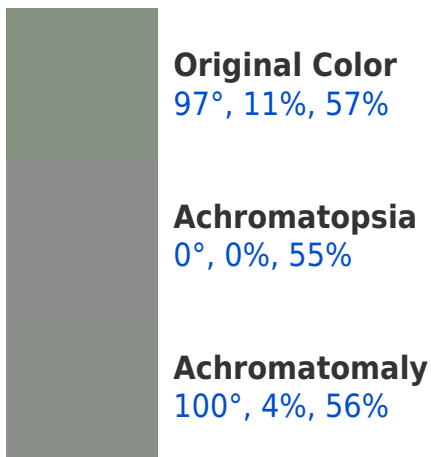 Original Color
97°, 11%, 57%
Achromatopsia
0°, 0%, 55%
Achromatomaly
100°, 4%, 56%